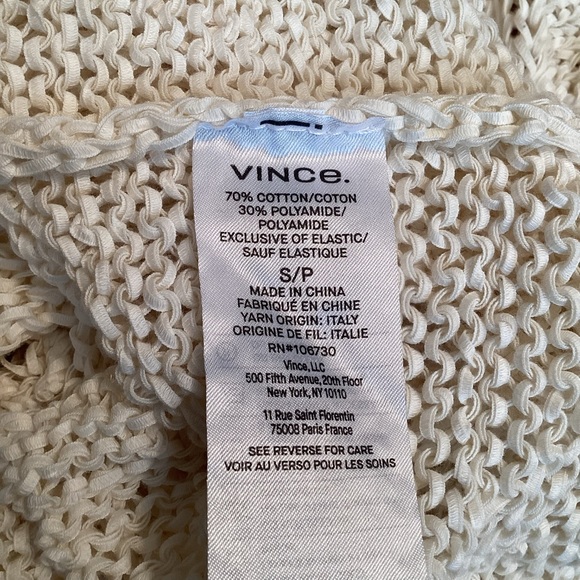 VINCe.
70% COTTON/COTON
30% POLYAMIDE/
POLYAMIDE
EXCLUSIVE OF ELASTIC/
SAUF ELASTIQUE
S/P
MADE IN CHINA
FABRIQUÉ EN CHINE
YARN ORIGIN: ITALY
ORIGINE DE FIL: ITALIE
RN#106730
Vince, LLC
500 Fifth Avenue, 20th Floor
New York, NY 10110
11 Rue Saint Florentin
75008 Paris France
SEE REVERSE FOR CARE
VOIR AU VERSO POUR LES SOINS